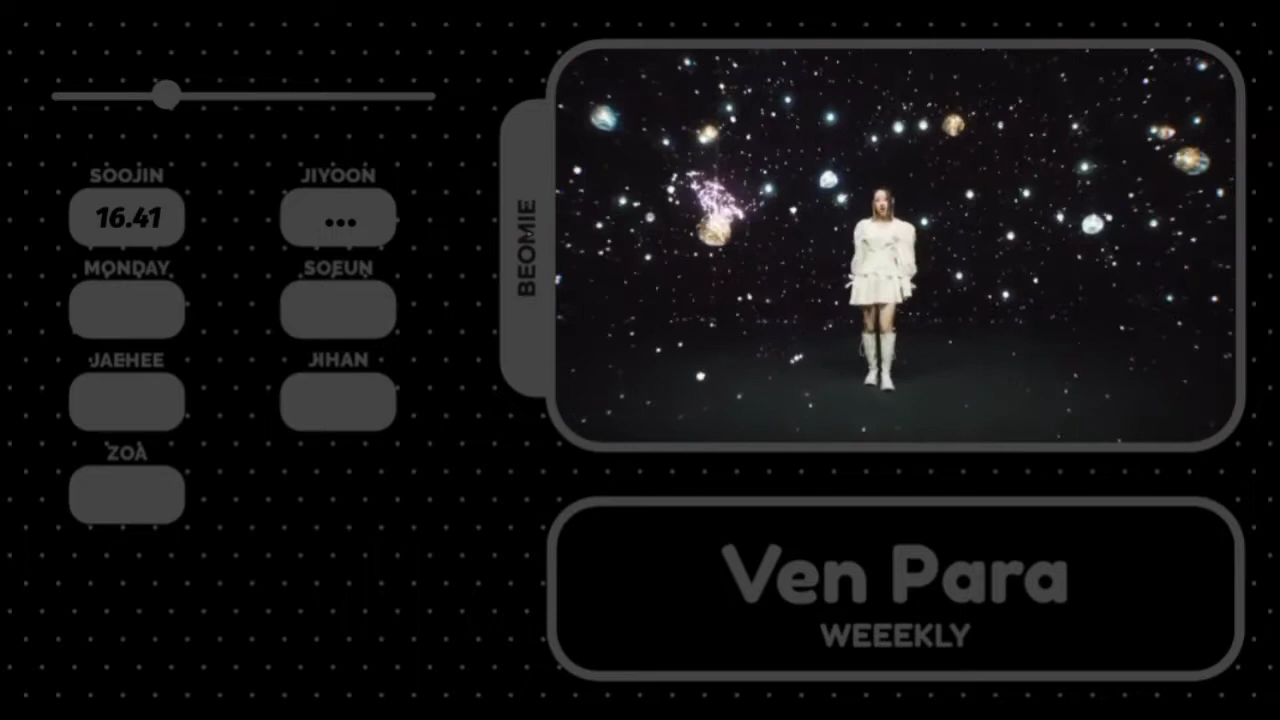 SOOJIN
JIYOON
16.41
...
MONDAY
SOEUN
JAEHEE
JIHAN
ZOA
BEOMIE
Ven Para
WEEEKLY